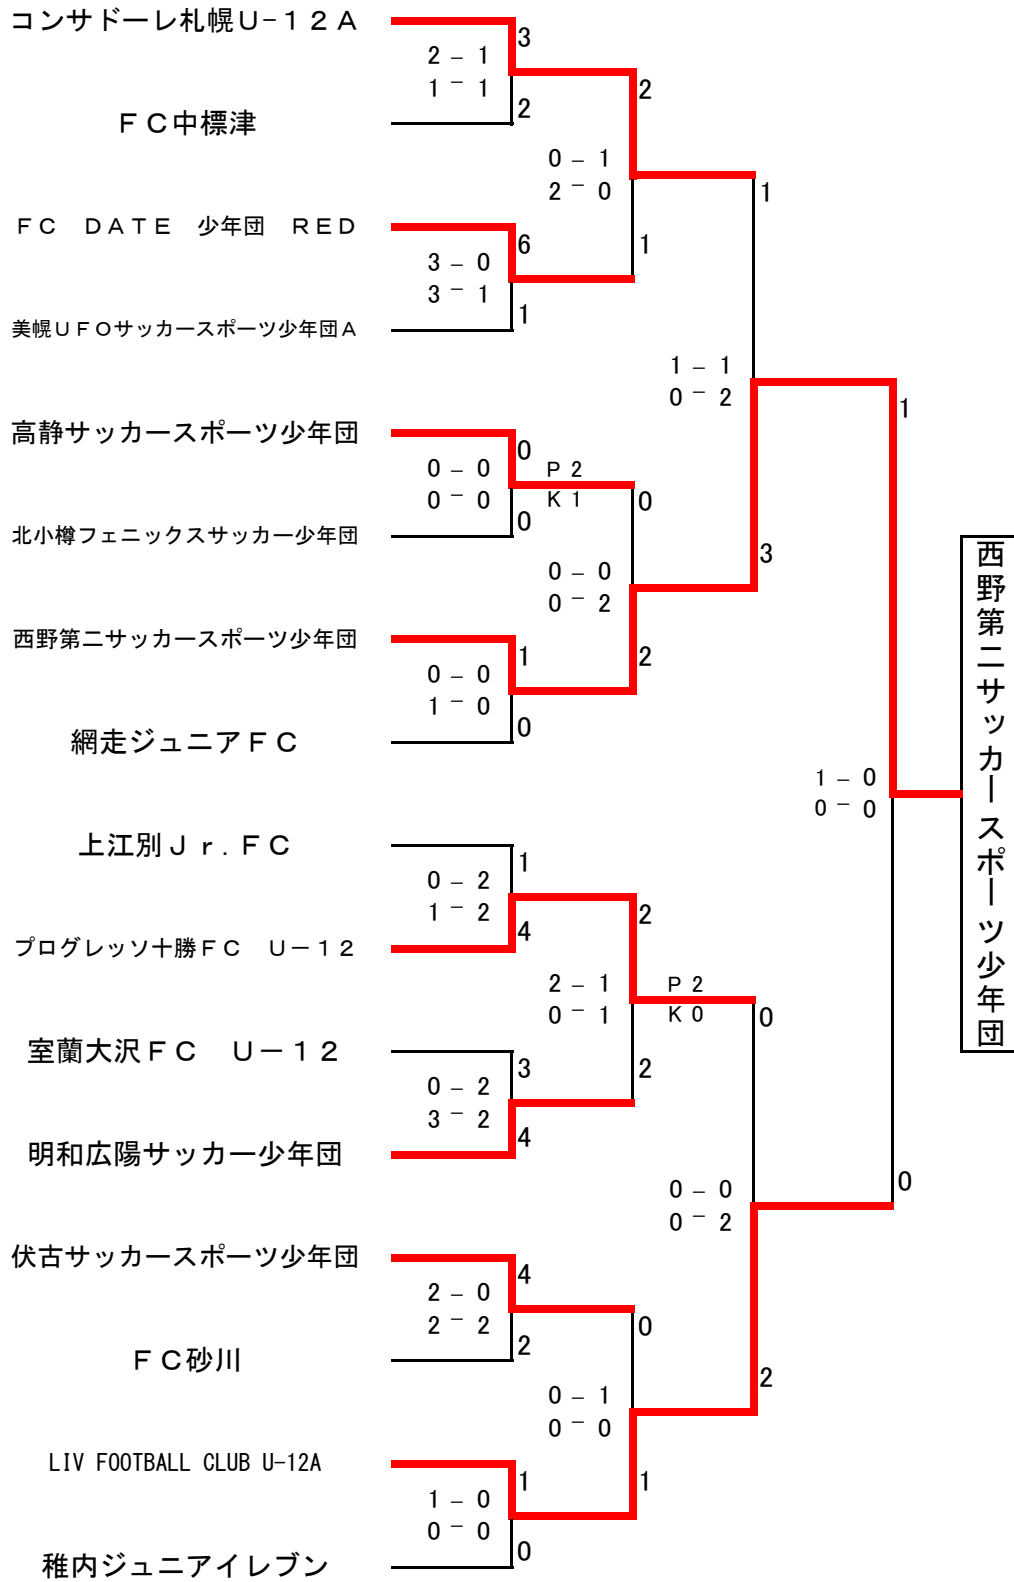 コンサドーレ札幌U-12A
3
2 - 1
1 - 1
2
2
FC中標津
0 - 1
2 - 0
1
FC DATE 少年団 RED
6
1
3 - 0
3 - 1
1
美幌UFOサッカースポーツ少年団A
1 - 1
0 - 2
1
高静サッカースポーツ少年団
0
0 - 0
0 - 0
P 2
K 1
0
0
北小樽フェニックスサッカー少年団
3
0 - 0
0 - 2
西野第二サッカースポーツ少年団
1
2
0 - 0
1 - 0
0
網走ジュニアFC
西野第二サッカースポーツ少年団
1 - 0
0 - 0
上江別Jr.FC
1
0 - 2
1 - 2
2
4
プログレッソ十勝FC U-12
2 - 1
0 - 1
P 2
K 0
0
室蘭大沢FC U-12
3
2
0 - 2
3 - 2
4
明和広陽サッカー少年団
0 - 0
0 - 2
0
伏古サッカースポーツ少年団
4
2 - 0
2 - 2
0
2
FC砂川
2
0 - 1
0 - 0
LIV FOOTBALL CLUB U-12A
1
1
1 - 0
0 - 0
0
稚内ジュニアイレブン